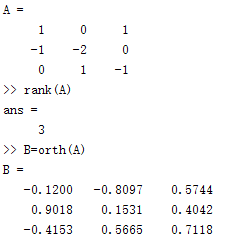 A =
1 0 1
-1 -2 0
0 1 -1
>> rank(A)
ans =
3
>> B=orth(A)
B =
-0.1200 -0.8097 0.5744
0.9018 0.1531 0.4042
-0.4153 0.5665 0.7118